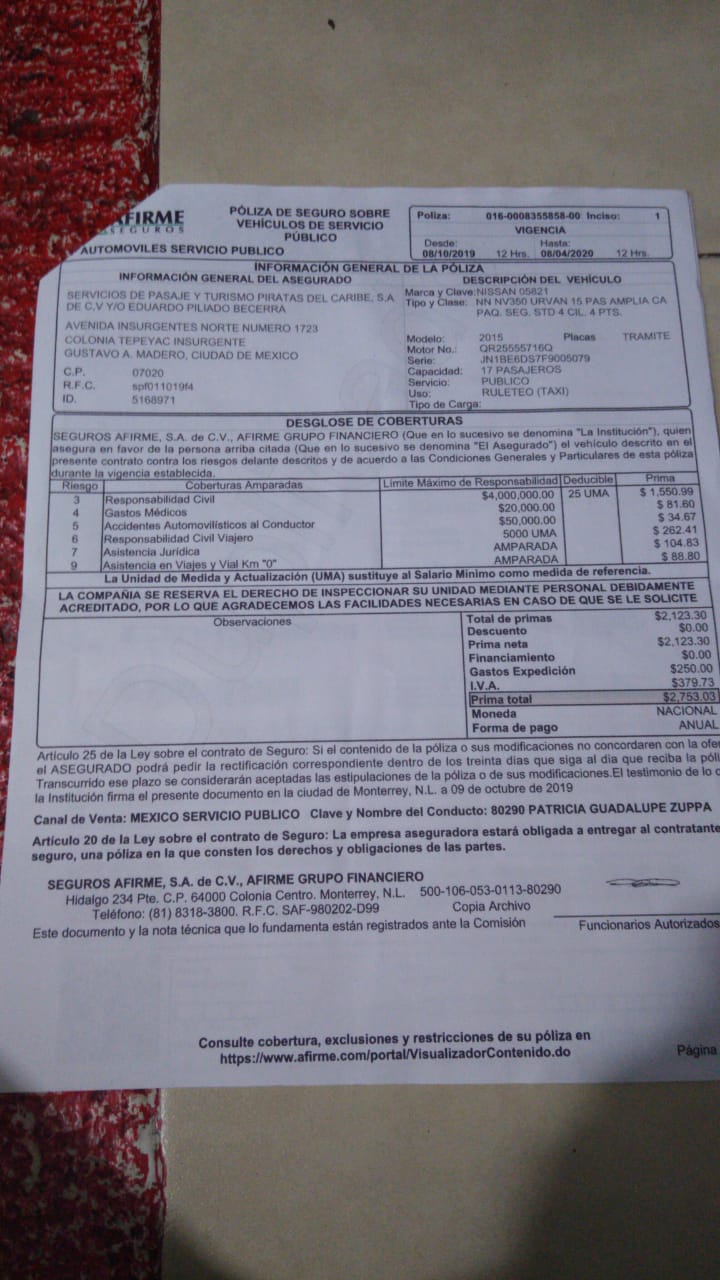 AFIRME
SEGUROS
PÓLIZA DE SEGURO SOBRE
VEHÍCULOS DE SERVICIO
PÚBLICO
AUTOMOVILES SERVICIO PUBLICO
Poliza: 016-0008355858-00 Inciso: 1
VIGENCIA
Desde: Hasta:
08/10/2019 12 Hrs. 08/04/2020 12 Hrs.
INFORMACIÓN GENERAL DE LA PÓLIZA
INFORMACIÓN GENERAL DEL ASEGURADO
SERVICIOS DE PASAJE Y TURISMO PIRATAS DEL CARIBE, S.A
DE C.V Y/O EDUARDO PILIADO BECERRA
AVENIDA INSURGENTES NORTE NUMERO 1723
COLONIA TEPEYAC INSURGENTE
GUSTAVO A. MADERO, CIUDAD DE MEXICO
C.P. 07020
R.F.C. spf011019f4
ID. 5168971
DESCRIPCIÓN DEL VEHÍCULO
Marca y Clave: NISSAN 05821
Tipo y Clase: NN NV350 URVAN 15 PAS AMPLIA CA
PAQ. SEG. STD 4 CIL. 4 PTS.
Modelo: 2015 Placas TRAMITE
Motor No.: QR25555716Q
Serie: JN1BE6DS7F9005079
Capacidad: 17 PASAJEROS
Servicio: PUBLICO
Uso: RULETEO (TAXI)
Tipo de Carga:
DESGLOSE DE COBERTURAS
SEGUROS AFIRME, S.A. de C.V., AFIRME GRUPO FINANCIERO (Que en lo sucesivo se denomina "La Institución"), quien
asegura en favor de la persona arriba citada (Que en lo sucesivo se denomina "El Asegurado") el vehículo descrito en el
presente contrato contra los riesgos delante descritos y de acuerdo a las Condiciones Generales y Particulares de esta póliza
durante la vigencia establecida.
Riesgo Coberturas Amparadas Límite Máximo de Responsabilidad Deducible Prima
3 Responsabilidad Civil $4,000,000.00 25 UMA $ 1,550.99
4 Gastos Médicos $20,000.00 $ 81.60
5 Accidentes Automovilísticos al Conductor $50,000.00 $ 34.67
6 Responsabilidad Civil Viajero 5000 UMA $ 262.41
7 Asistencia Jurídica AMPARADA $ 104.83
9 Asistencia en Viajes y Vial Km "0" AMPARADA $ 88.80
La Unidad de Medida y Actualización (UMA) sustituye al Salario Minimo como medida de referencia.
LA COMPAÑIA SE RESERVA EL DERECHO DE INSPECCIONAR SU UNIDAD MEDIANTE PERSONAL DEBIDAMENTE
ACREDITADO, POR LO QUE AGRADECEMOS LAS FACILIDADES NECESARIAS EN CASO DE QUE SE LE SOLICITE
Observaciones
Total de primas $2,123.30
Descuento $0.00
Prima neta $2,123.30
Financiamiento $0.00
Gastos Expedición $250.00
I.V.A. $379.73
Prima total $2,753.03
Moneda NACIONAL
Forma de pago ANUAL
Artículo 25 de la Ley sobre el contrato de Seguro: Si el contenido de la póliza o sus modificaciones no concordaren con la ofe
el ASEGURADO podrá pedir la rectificación correspondiente dentro de los treinta días que siga al dia que reciba la póli
Transcurrido ese plazo se considerarán aceptadas las estipulaciones de la póliza o de sus modificaciones.El testimonio de lo c
la Institución firma el presente documento en la ciudad de Monterrey, N.L. a 09 de octubre de 2019
Canal de Venta: MEXICO SERVICIO PUBLICO Clave y Nombre del Conducto: 80290 PATRICIA GUADALUPE ZUPPA
Artículo 20 de la Ley sobre el contrato de Seguro: La empresa aseguradora estará obligada a entregar al contratante
seguro, una póliza en la que consten los derechos y obligaciones de las partes.
SEGUROS AFIRME, S.A. de C.V., AFIRME GRUPO FINANCIERO
Hidalgo 234 Pte. C.P. 64000 Colonia Centro. Monterrey, N.L. 500-106-053-0113-80290
Teléfono: (81) 8318-3800. R.F.C. SAF-980202-D99 Copia Archivo
Este documento y la nota técnica que lo fundamenta están registrados ante la Comisión Funcionarios Autorizados
Consulte cobertura, exclusiones y restricciones de su póliza en
https://www.afirme.com/portal/VisualizadorContenido.do
Página